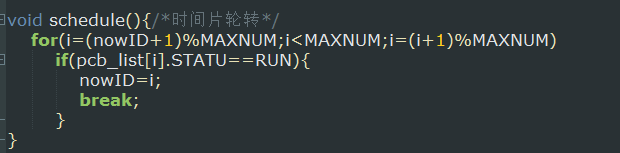 void schedule(){/*时间片轮转*/
for(i=(nowID+1)%MAXNUM;i<MAXNUM;i=(i+1)%MAXNUM)
if(pcb_list[i].STATU==RUN){
nowID=i;
break;
}
}